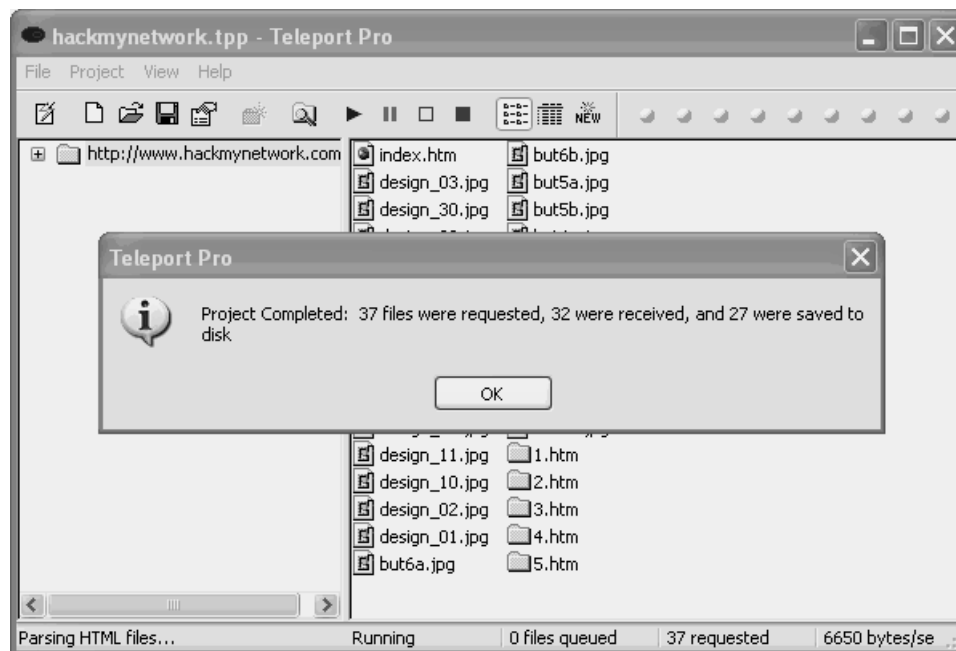 hackmynetwork.tpp - Teleport Pro
File Project View Help
NEW
http://www.hackmynetwork.com
index.htm but6b.jpg
design_03.jpg but5a.jpg
design_30.jpg but5b.jpg
Teleport Pro
Project Completed: 37 files were requested, 32 were received, and 27 were saved to
disk
OK
design_11.jpg 1.htm
design_10.jpg 2.htm
design_02.jpg 3.htm
design_01.jpg 4.htm
but6a.jpg 5.htm
Parsing HTML files... Running 0 files queued 37 requested 6650 bytes/se